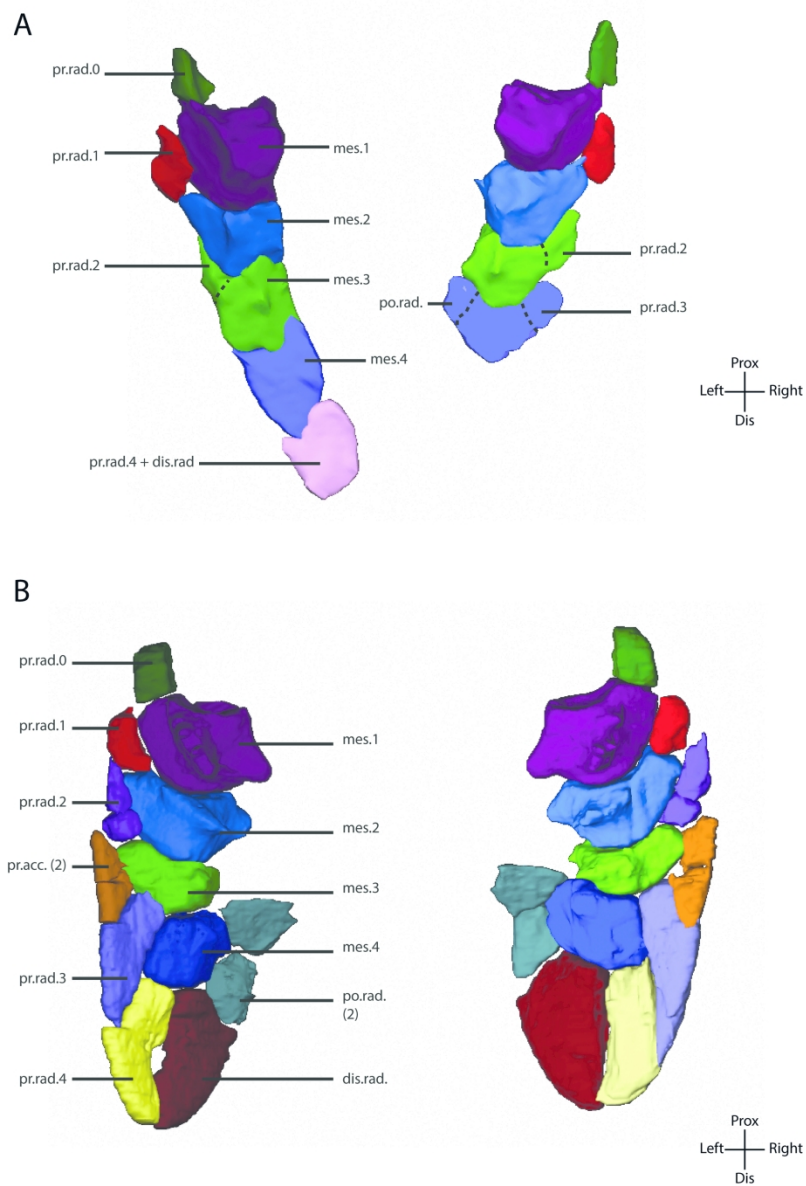 A
pr.rad.0
pr.rad.1
mes.1
mes.2
pr.rad.2
mes.3
pr.rad.2
po.rad.
pr.rad.3
mes.4
Prox
Left Right
Dis
pr.rad.4 + dis.rad
B
pr.rad.0
pr.rad.1
mes.1
pr.rad.2
mes.2
pr.acc. (2)
mes.3
mes.4
pr.rad.3
po.rad.
(2)
pr.rad.4
dis.rad.
Prox
Left Right
Dis